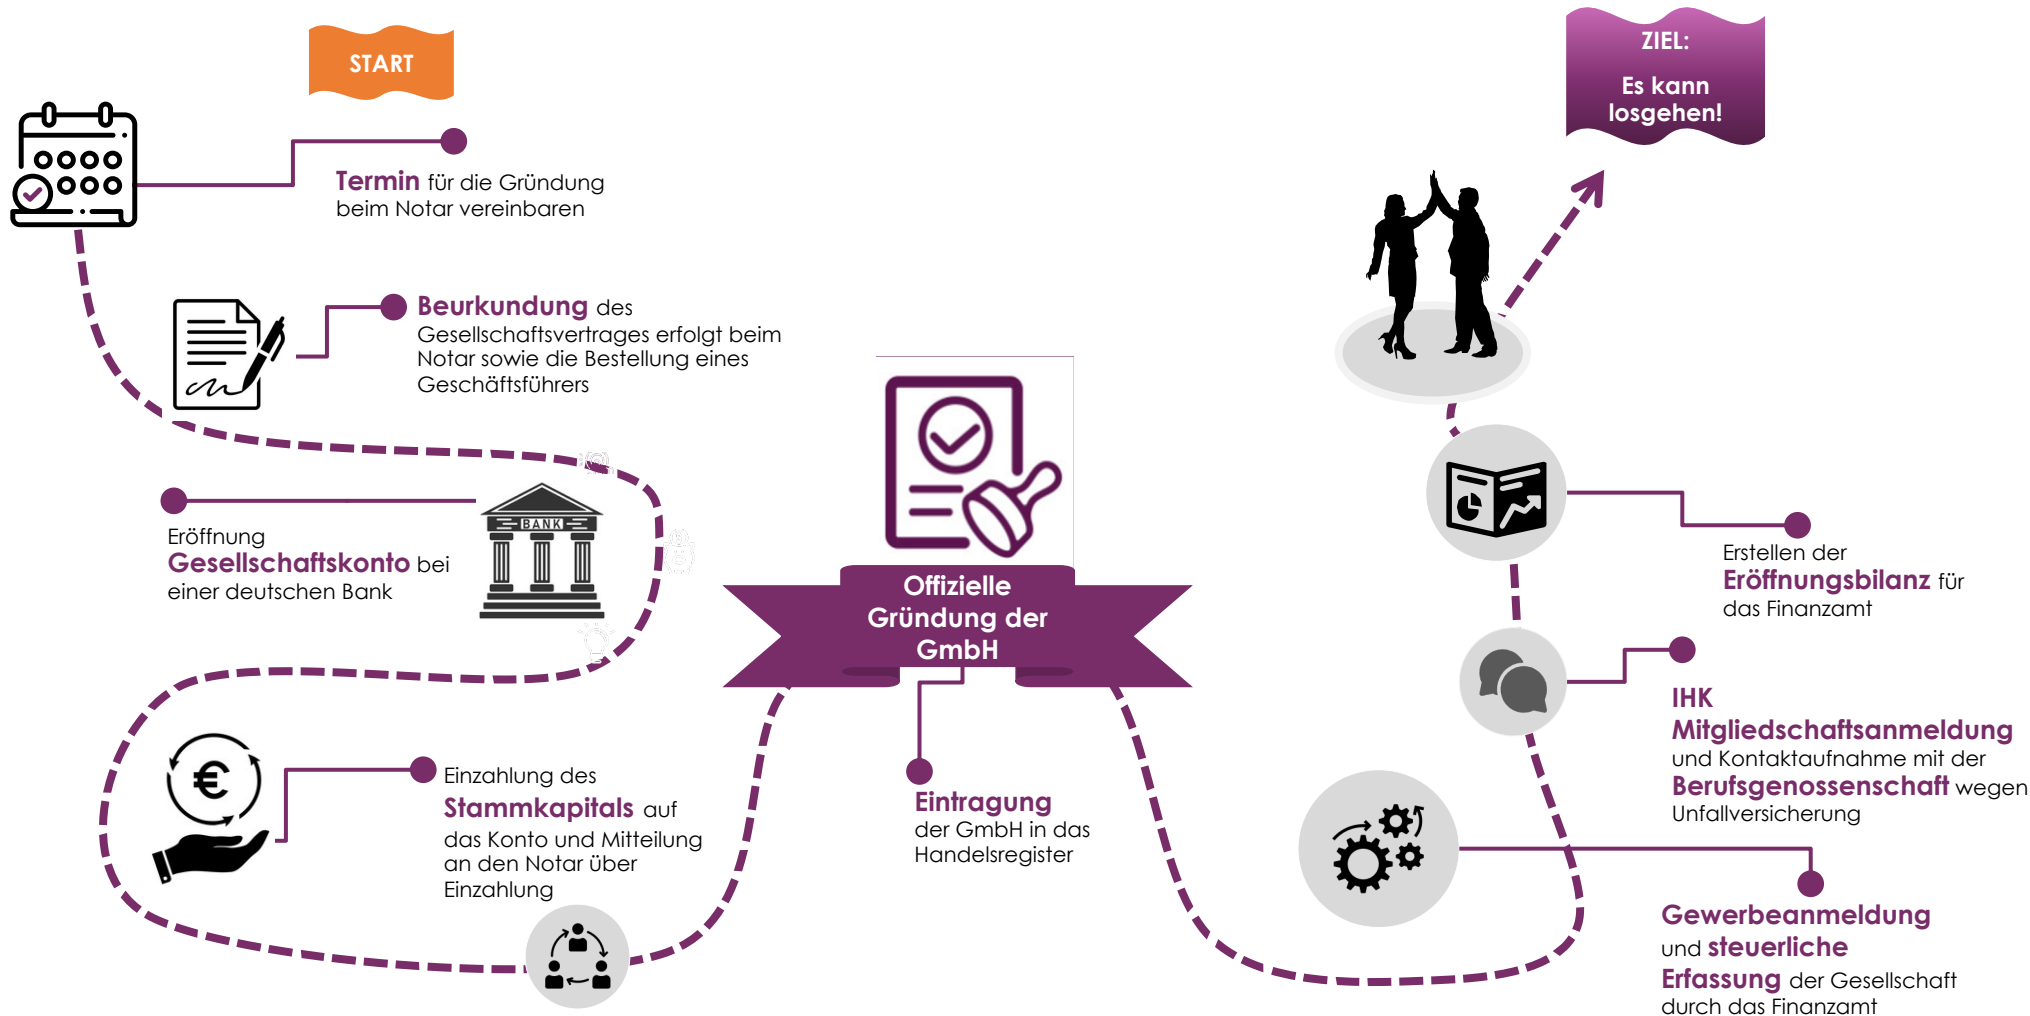 START
Termin für die Gründung
beim Notar vereinbaren
Beurkundung des
Gesellschaftsvertrages erfolgt beim
Notar sowie die Bestellung eines
Geschäftsführers
BANK
Eröffnung
Gesellschaftskonto bei
einer deutschen Bank
€
Einzahlung des
Stammkapitals auf
das Konto und Mitteilung
an den Notar über
Einzahlung
Offizielle
Gründung der
GmbH
Eintragung
der GmbH in das
Handelsregister
Gewerbeanmeldung
und steuerliche
Erfassung der Gesellschaft
durch das Finanzamt
IHK
Mitgliedschaftsanmeldung
und Kontaktaufnahme mit der
Berufsgenossenschaft wegen
Unfallversicherung
Erstellen der
Eröffnungsbilanz für
das Finanzamt
ZIEL:
Es kann
losgehen!